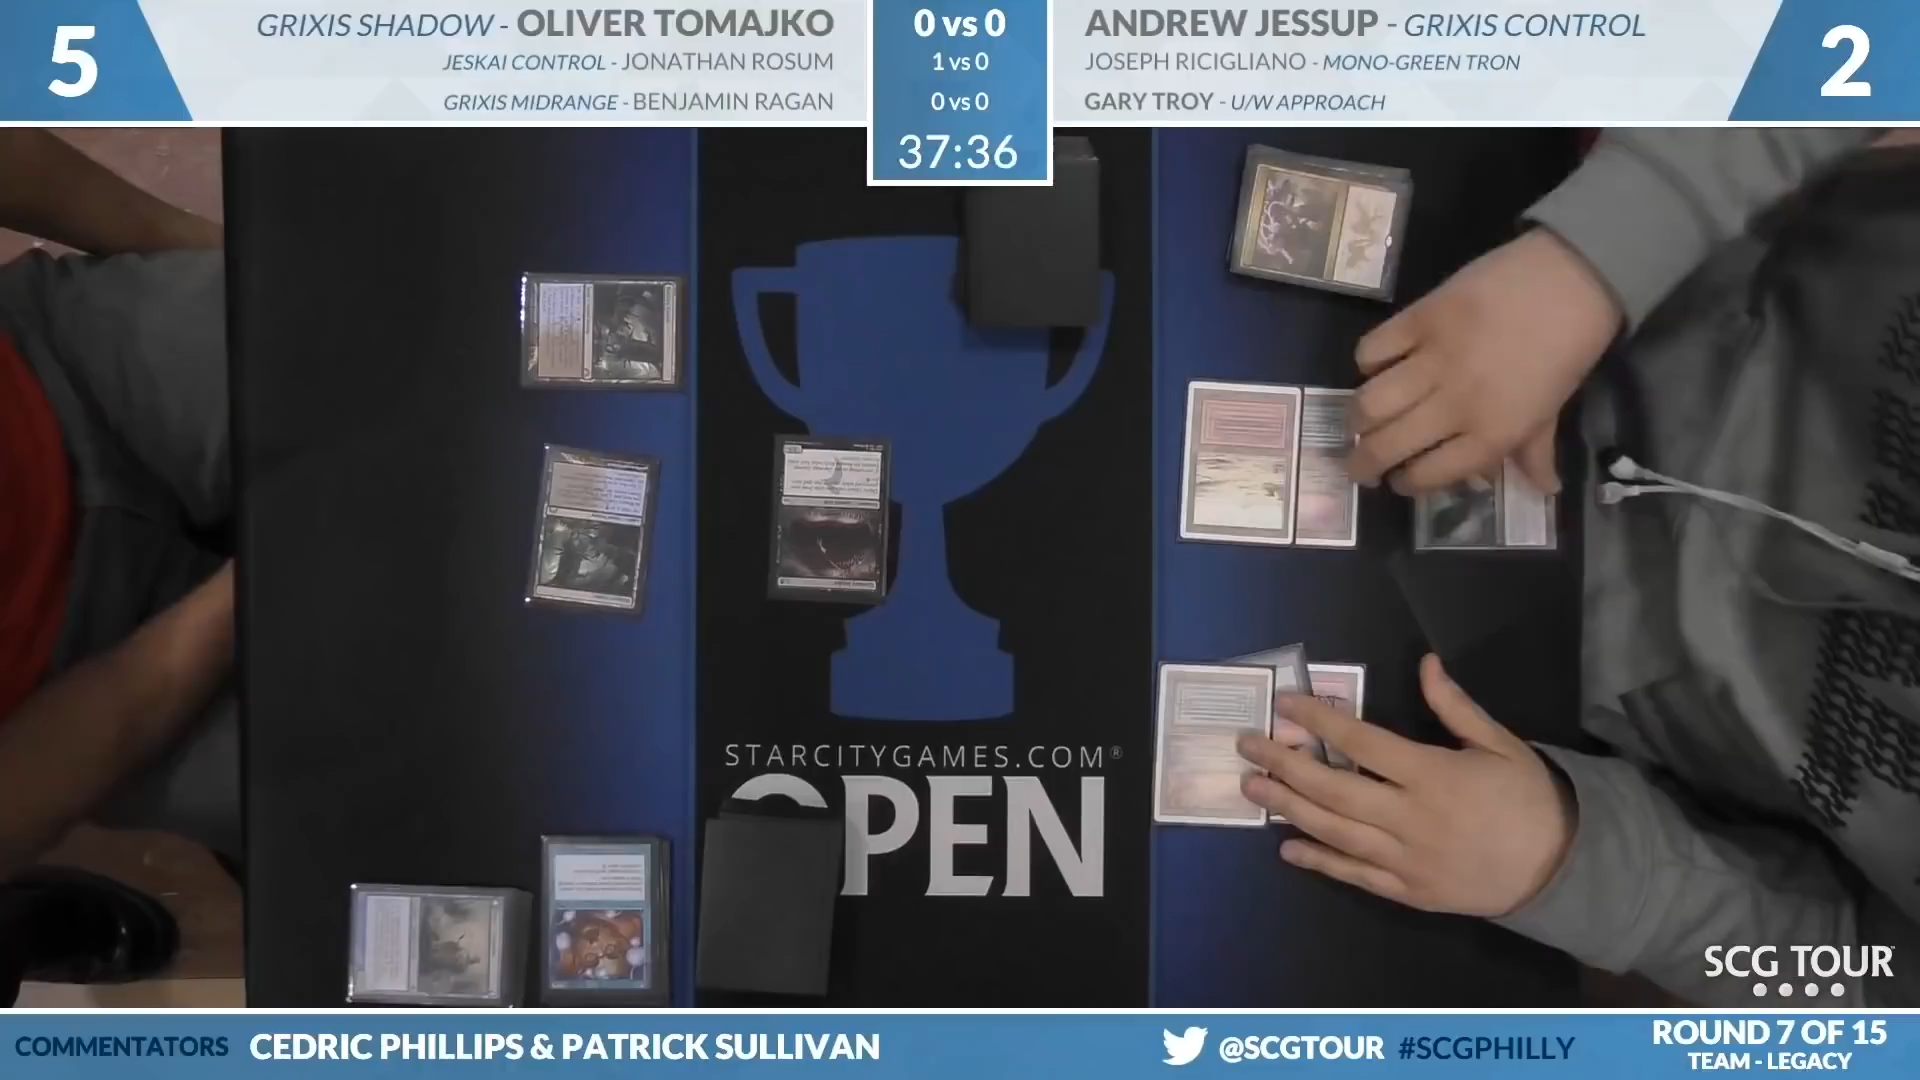 5
GRIXIS SHADOW - OLIVER TOMAJKO
JESKAI CONTROL - JONATHAN ROSUM
GRIXIS MIDRANGE - BENJAMIN RAGAN
0 vs 0
1 vs 0
0 vs 0
37:36
ANDREW JESSUP - GRIXIS CONTROL
JOSEPH RICIGLIANO - MONO-GREEN TRON
GARY TROY - U/W APPROACH
2
STARCITYGAMES.COM®
OPEN
SCG TOUR
COMMENTATORS CEDRIC PHILLIPS & PATRICK SULLIVAN
@SCGTOUR #SCGPHILLY
ROUND 7 OF 15
TEAM - LEGACY